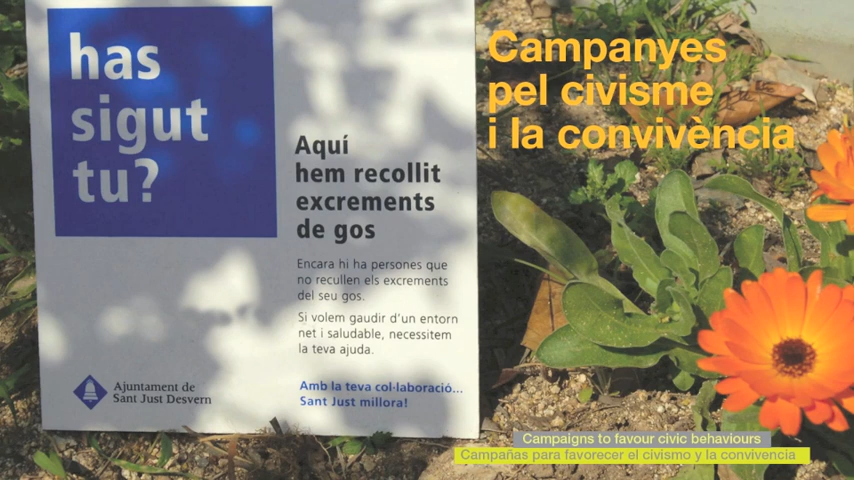 has
sigut
tu?
Aquí
hem recollit
excrements
de gos
Encara hi ha persones que
no recullen els excrements
del seu gos.
Si volem gaudir d'un entorn
net i saludable, necessitem
la teva ajuda.
Amb la teva col·laboració...
Sant Just millora!
Ajuntament de
Sant Just Desvern
Campanyes
pel civisme
i la convivència
Campaigns to favour civic behaviours
Campañas para favorecer el civismo y la convivencia